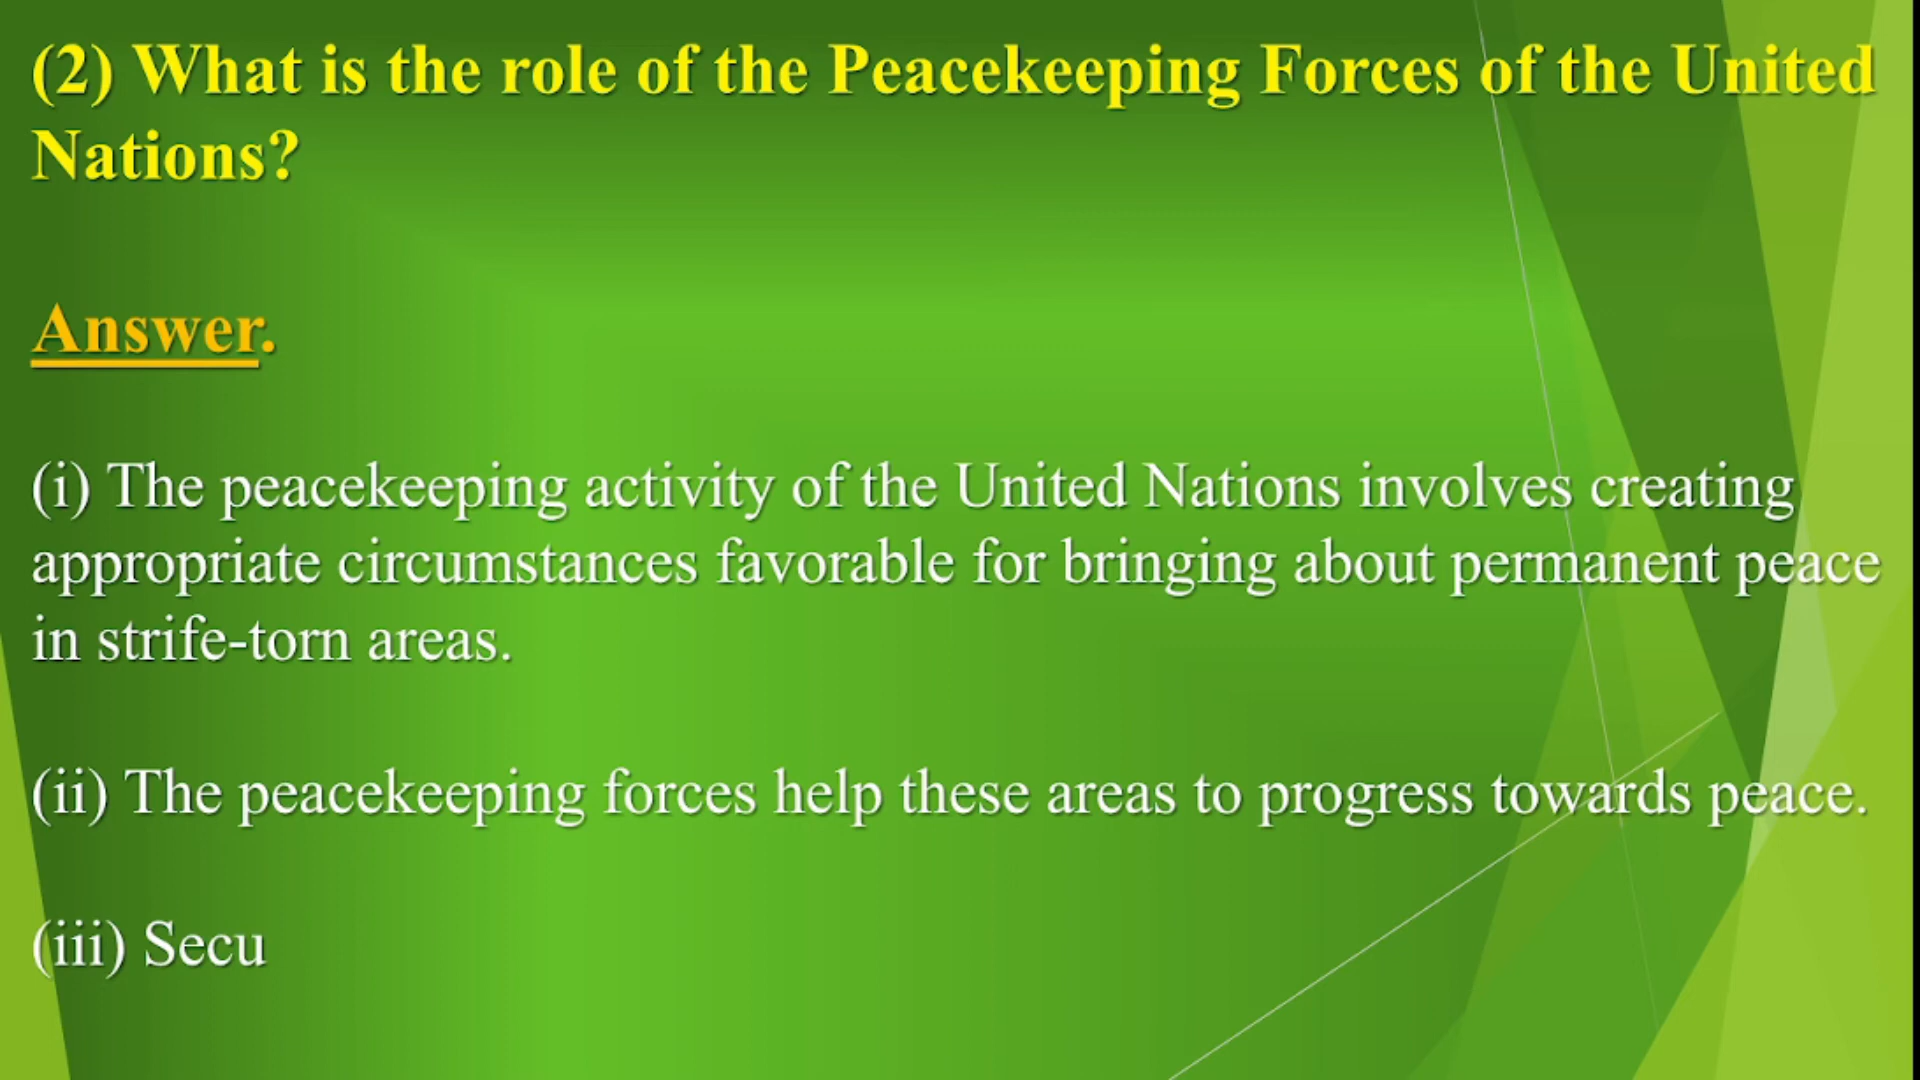 (2) What is the role of the Peacekeeping Forces of the United
Nations?
Answer.
(i) The peacekeeping activity of the United Nations involves creating
appropriate circumstances favorable for bringing about permanent peace
in strife-torn areas.
(ii) The peacekeeping forces help these areas to progress towards peace.
(iii) Secu